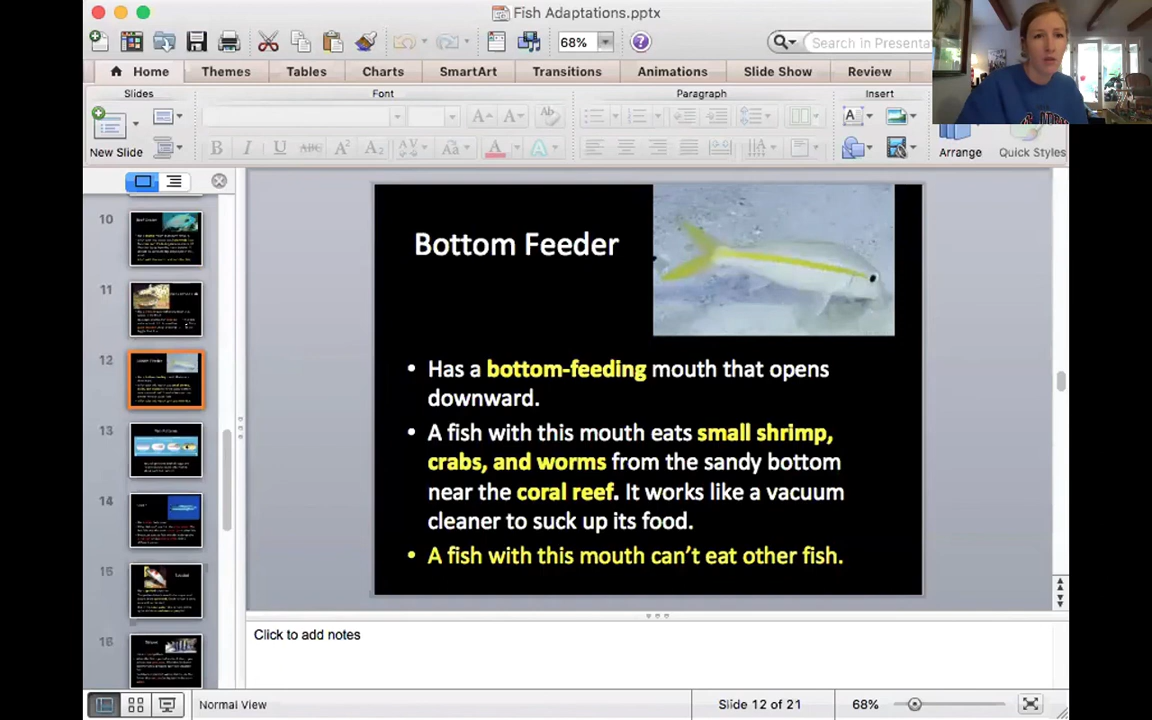 Fish Adaptations.pptx
68%
Search in Presenta
Home
Themes
Tables
Charts
SmartArt
Transitions
Animations
Slide Show
Review
Slides
Font
Paragraph
Insert
New Slide
Arrange
Quick Styles
10
11
12
13
14
15
16
Bottom Feeder
• Has a bottom-feeding mouth that opens
downward.
• A fish with this mouth eats small shrimp,
crabs, and worms from the sandy bottom
near the coral reef. It works like a vacuum
cleaner to suck up its food.
• A fish with this mouth can't eat other fish.
Click to add notes
Normal View
Slide 12 of 21
68%